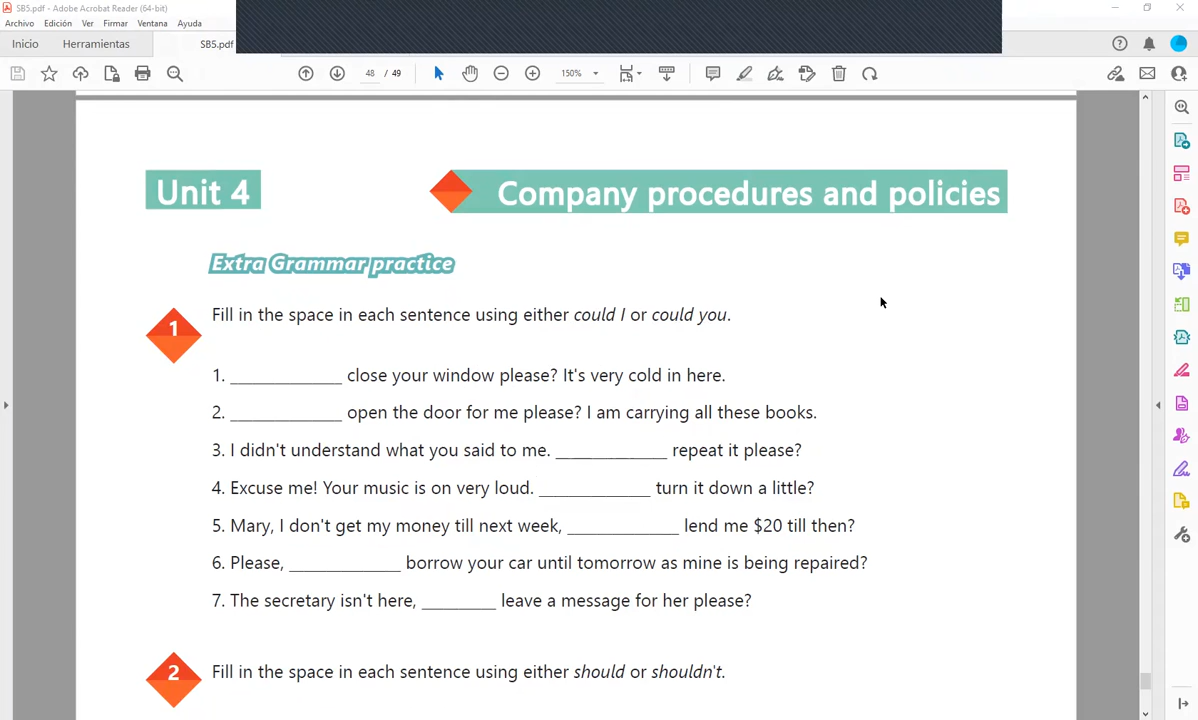 SB5.pdf - Adobe Acrobat Reader (64-bit)
Archivo Edición Ver Firmar Ventana Ayuda
Inicio Herramientas SB5.pdf
48 / 49 150%
Unit 4
Company procedures and policies
Extra Grammar practice
1 Fill in the space in each sentence using either could I or could you.
1. _____________ close your window please? It's very cold in here.
2. _____________ open the door for me please? I am carrying all these books.
3. I didn't understand what you said to me. _____________ repeat it please?
4. Excuse me! Your music is on very loud. _____________ turn it down a little?
5. Mary, I don't get my money till next week, _____________ lend me $20 till then?
6. Please, _____________ borrow your car until tomorrow as mine is being repaired?
7. The secretary isn't here, _________ leave a message for her please?
2 Fill in the space in each sentence using either should or shouldn't.